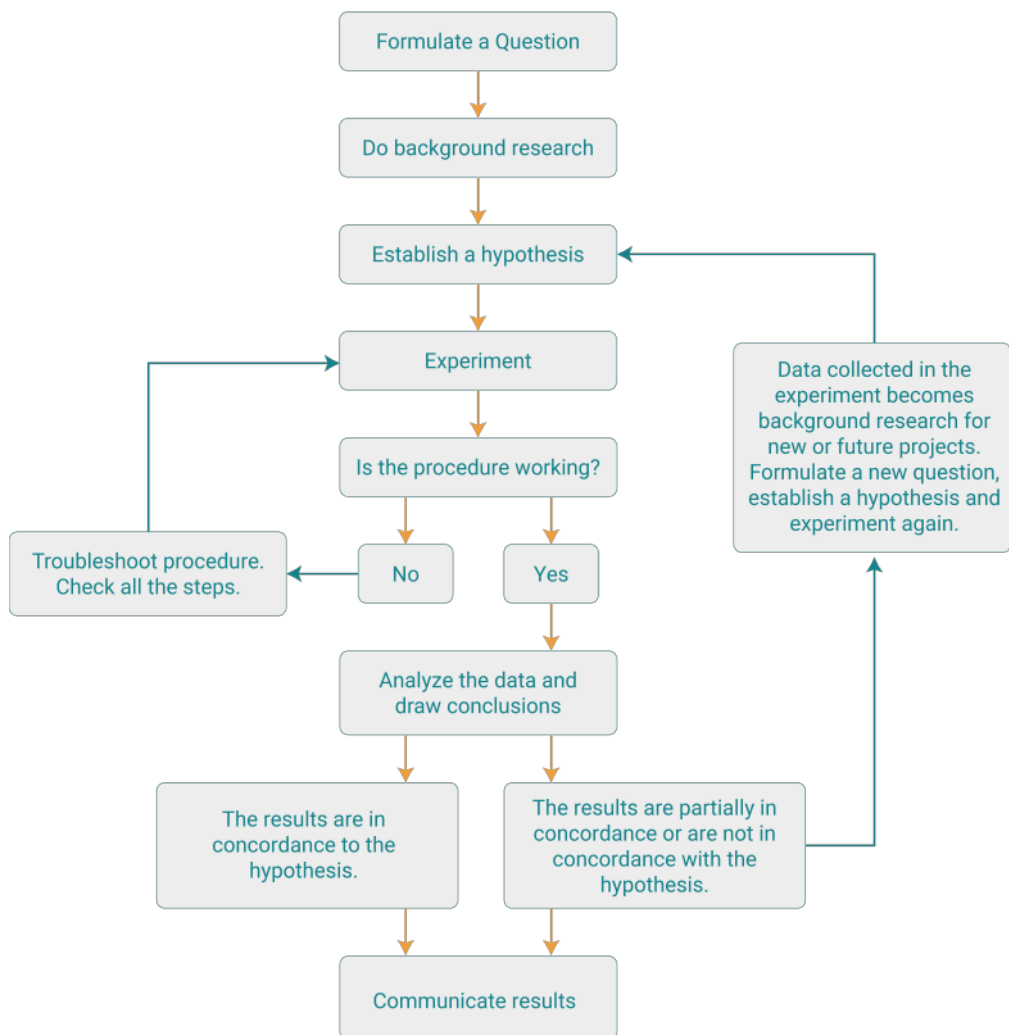 Formulate a Question
Do background research
Establish a hypothesis
Experiment
Data collected in the
experiment becomes
background research for
new or future projects.
Formulate a new question,
establish a hypothesis and
experiment again.
Is the procedure working?
Troubleshoot procedure.
Check all the steps.
No
Yes
Analyze the data and
draw conclusions
The results are in
concordance to the
hypothesis.
The results are partially in
concordance or are not in
concordance with the
hypothesis.
Communicate results